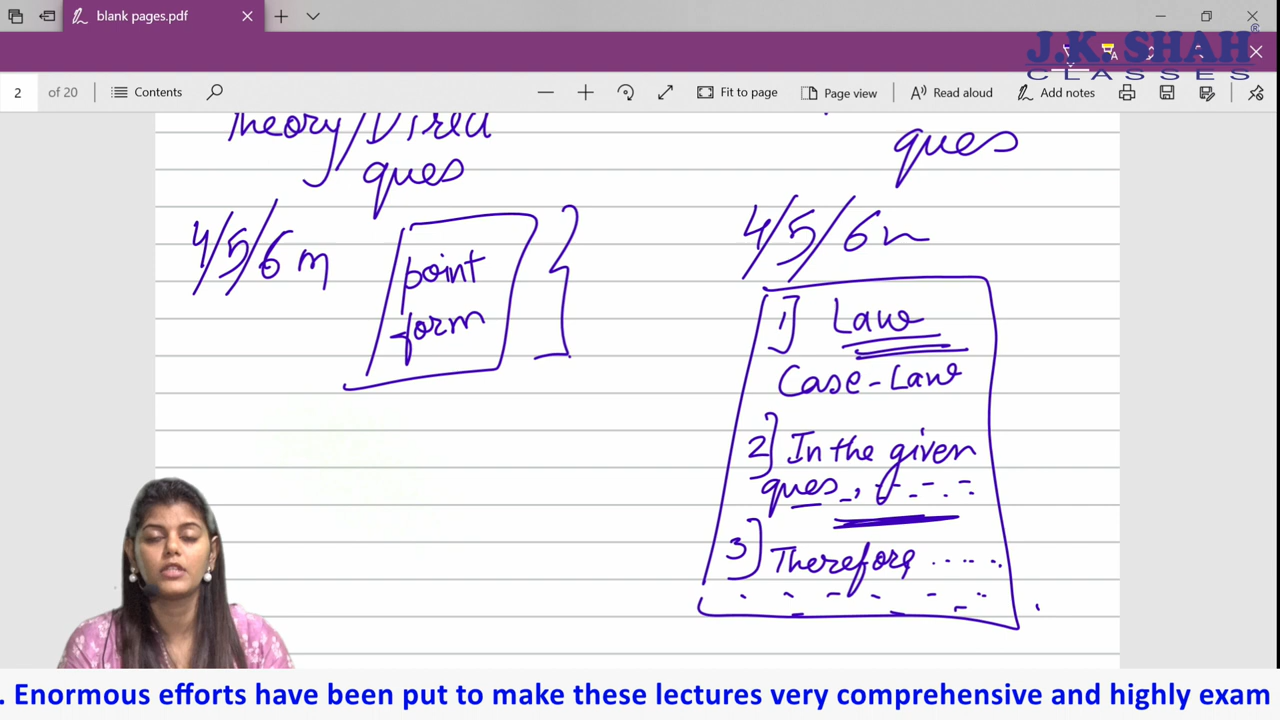 blank pages.pdf
J.K. SHAH®
CLASSES
2 of 20 Contents Fit to page Page view Read aloud Add notes
Theory/Direct
ques
4/5/6 m
point
form
ques
4/5/6 m
1] Law
Case-Law
2] In the given
ques,
3] Therefore .....
. Enormous efforts have been put to make these lectures very comprehensive and highly exam